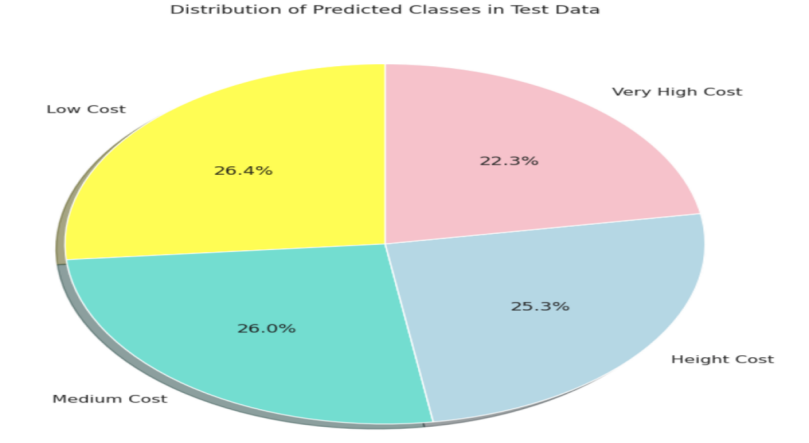 Distribution of Predicted Classes in Test Data
Very High Cost
Low Cost
22.3%
26.4%
25.3%
26.0%
Height Cost
Medium Cost